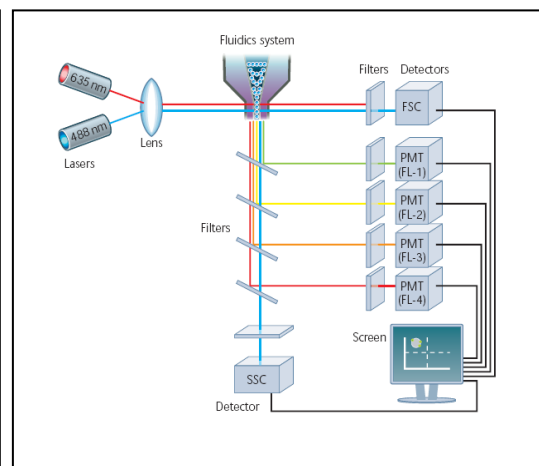 Fluidics system
Filters
Detectors
635 nm
FSC
488 nm
Lens
Lasers
PMT
(FL-1)
PMT
(FL-2)
Filters
PMT
(FL-3)
PMT
(FL-4)
Screen
SSC
Detector